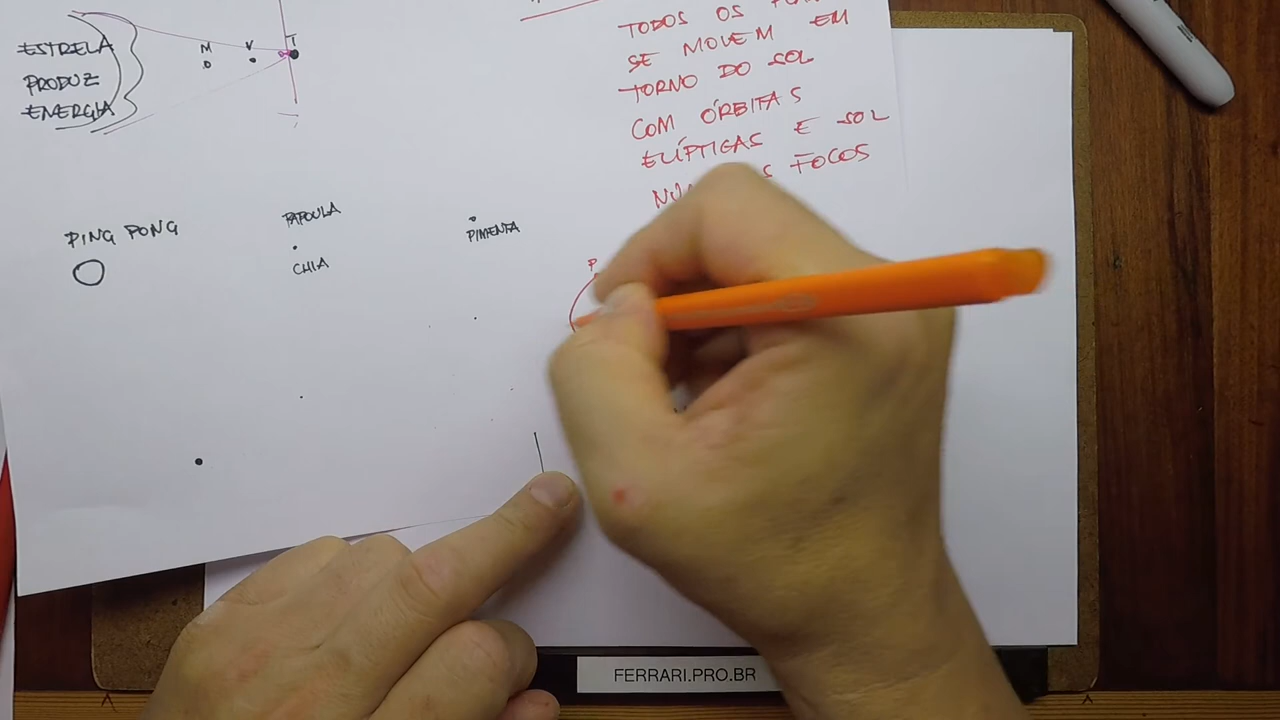 ESTRELA
PRODUZ
ENERGIA
M V T
TODOS OS
SE MOVEM EM
TORNO DO SOL
COM ÓRBITAS
ELÍPTICAS E SOL
FOCOS
PING PONG
PAPOULA
CHIA
PIMENTA
P
FERRARI.PRO.BR